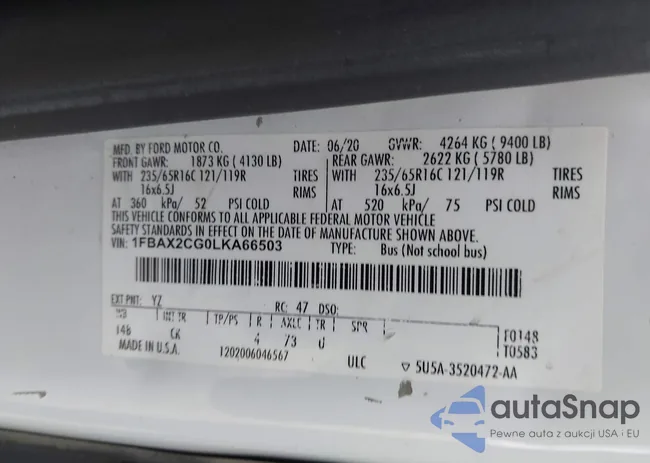 MFD. BY FORD MOTOR CO. DATE: 06/20 GVWR: 4264 KG ( 9400 LB)
FRONT GAWR: 1873 KG ( 4130 LB) REAR GAWR: 2622 KG ( 5780 LB)
WITH 235/65R16C 121/119R TIRES WITH 235/65R16C 121/119R TIRES
16x6.5J RIMS 16x6.5J RIMS
AT 360 kPa/ 52 PSI COLD AT 520 kPa/ 75 PSI COLD
THIS VEHICLE CONFORMS TO ALL APPLICABLE FEDERAL MOTOR VEHICLE
SAFETY STANDARDS IN EFFECT ON THE DATE OF MANUFACTURE SHOWN ABOVE.
VIN: 1FBAX2CG0LKA66503 TYPE: Bus (Not school bus)
EXT PNT: YZ RC: 47 DSO:
WB INT TR TP/PS R AXLE TR SPR
148 CK 4 73 U
T0148
T0583
MADE IN U.S.A. 1202006046567 ULC 5U5A-3520472-AA
autoSnap
Pewne auta z aukcji USA i EU